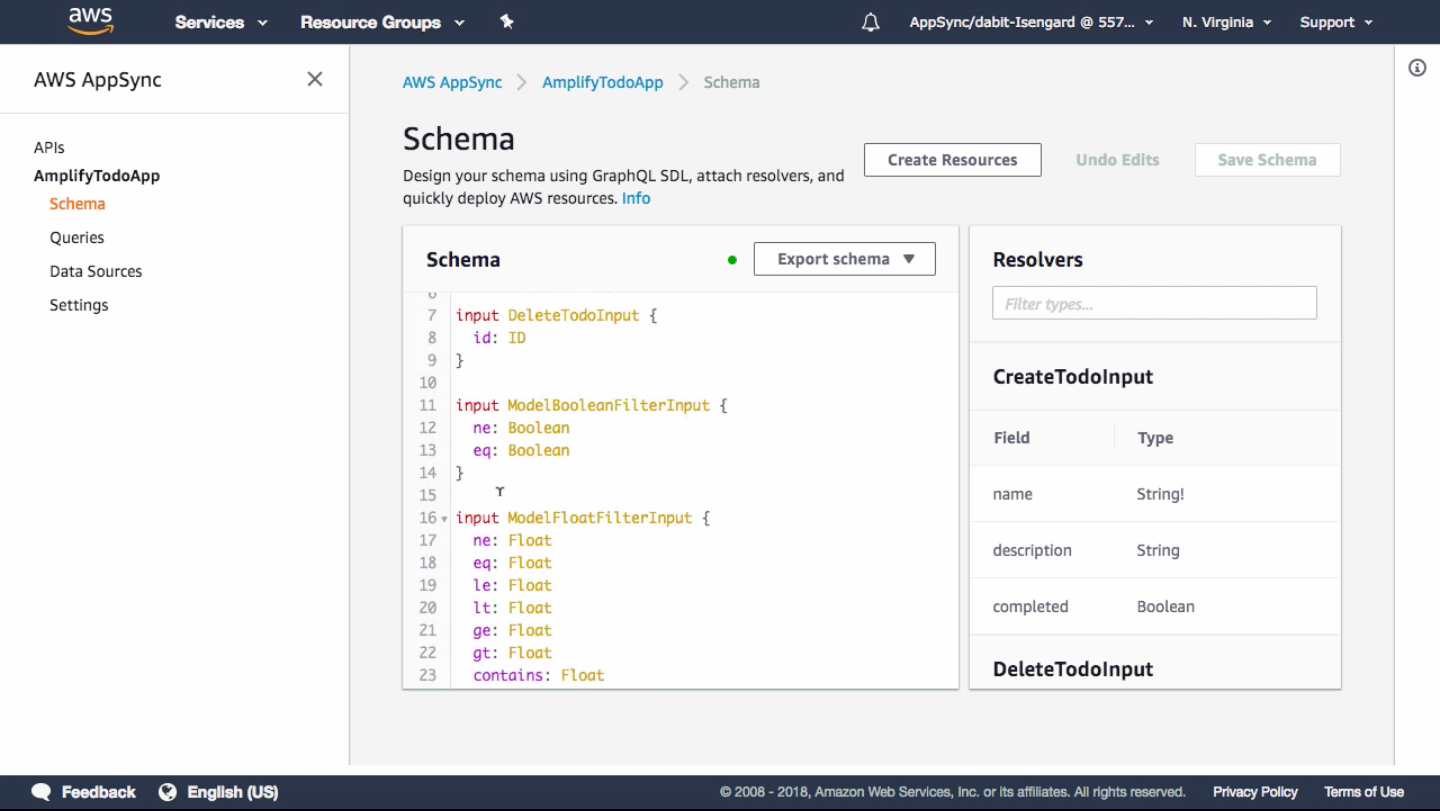 aws Services Resource Groups AppSync/dabit-Isengard @ 557... N. Virginia Support
AWS AppSync
APIs
AmplifyTodoApp
Schema
Queries
Data Sources
Settings
AWS AppSync AmplifyTodoApp Schema
Schema
Design your schema using GraphQL SDL, attach resolvers, and
quickly deploy AWS resources. Info
Create Resources Undo Edits Save Schema
Schema Export schema
6
7 input DeleteTodoInput {
8 id: ID
9 }
10
11 input ModelBooleanFilterInput {
12 ne: Boolean
13 eq: Boolean
14 }
15
16 input ModelFloatFilterInput {
17 ne: Float
18 eq: Float
19 le: Float
20 lt: Float
21 ge: Float
22 gt: Float
23 contains: Float
Resolvers
Filter types...
CreateTodoInput
Field Type
name String!
description String
completed Boolean
DeleteTodoInput
Feedback English (US) © 2008 - 2018, Amazon Web Services, Inc. or its affiliates. All rights reserved. Privacy Policy Terms of Use